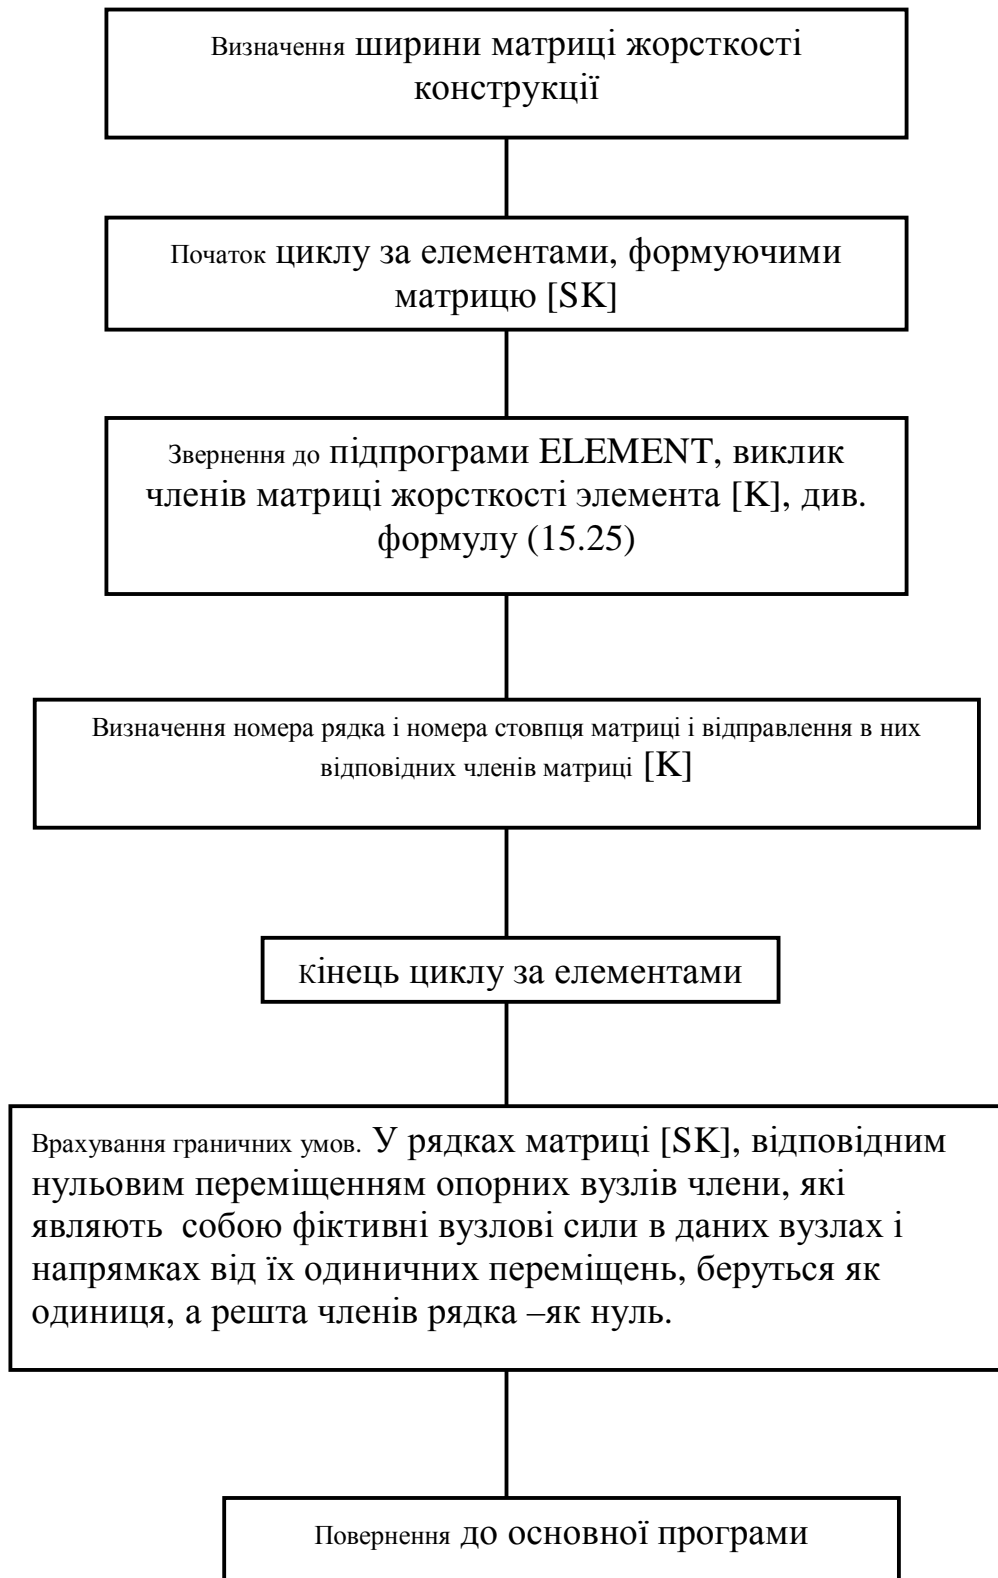 Визначення ширини матриці жорсткості
конструкції
Початок циклу за елементами, формуючими
матрицю [SK]
Звернення до підпрограми ELEMENT, виклик
членів матриці жорсткості элемента [K], див.
формулу (15.25)
Визначення номера рядка і номера стовпця матриці і відправлення в них
відповідних членів матриці [K]
Кінець циклу за елементами
Врахування граничних умов. У рядках матриці [SK], відповідним
нульовим переміщенням опорних вузлів члени, які
являють собою фіктивні вузлові сили в даних вузлах і
напрямках від їх одиничних переміщень, беруться як
одиниця, а решта членів рядка –як нуль.
Повернення до основної програми